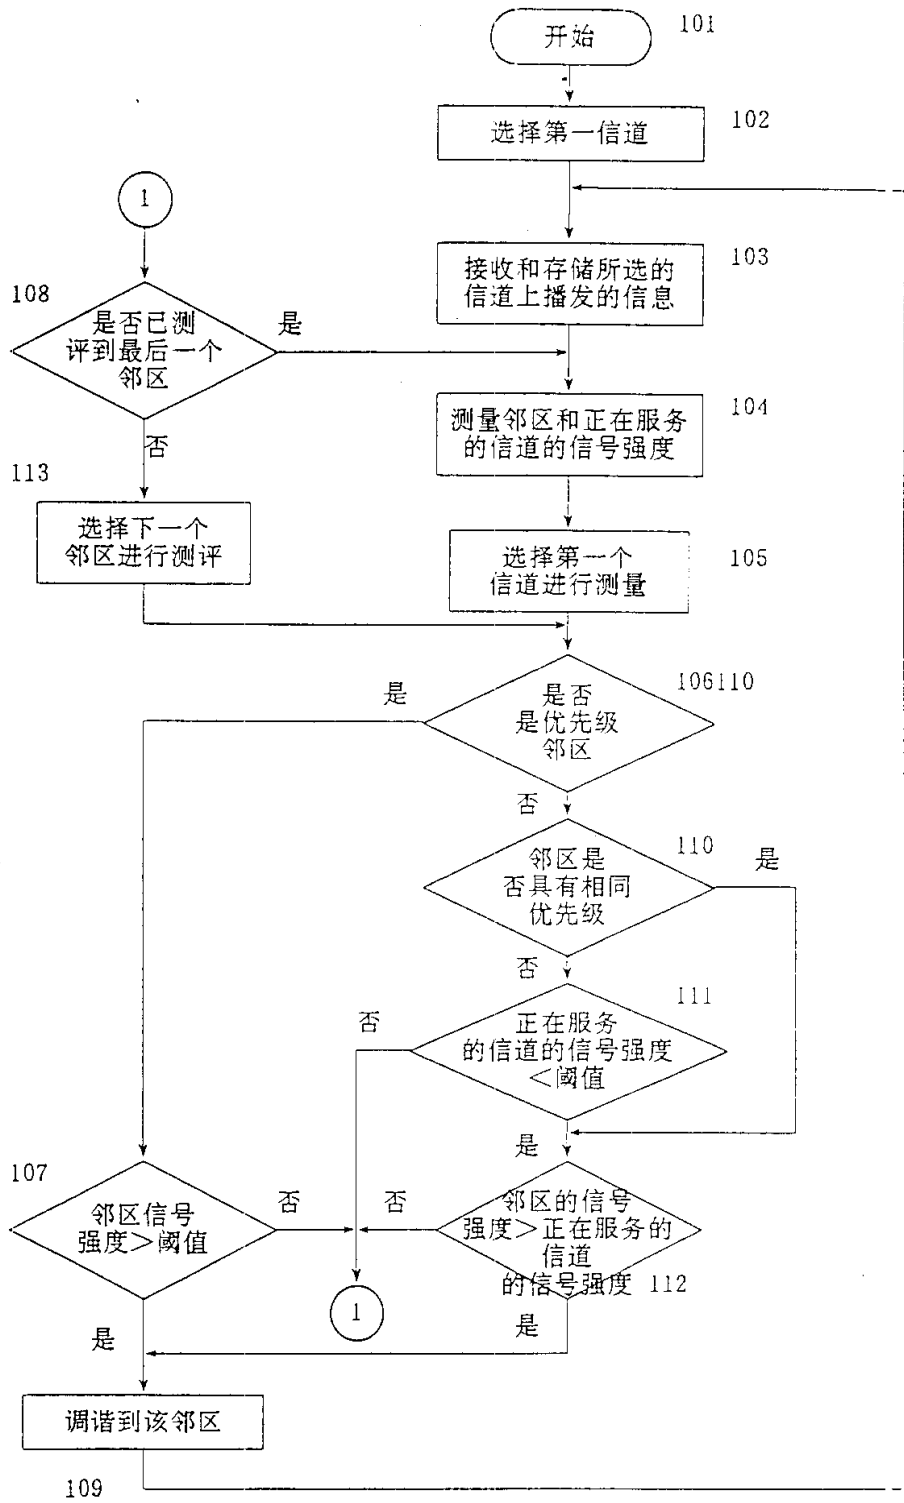 开始
101
选择第一信道
102
1
接收和存储所选的
信道上播发的信息
103
108
是否已测
评到最后一个
邻区
是
测量邻区和正在服务
的信道的信号强度
104
否
113
选择下一个
邻区进行测评
选择第一个
信道进行测量
105
是
是否
是优先级
邻区
106110
否
邻区是
否具有相同
优先级
110
是
否
111
否
正在服务
的信道的信号强度
<阈值
是
107
邻区信号
强度>阈值
否
否
邻区的信号
强度>正在服务的
信道
的信号强度 112
1
是
是
调谐到该邻区
109